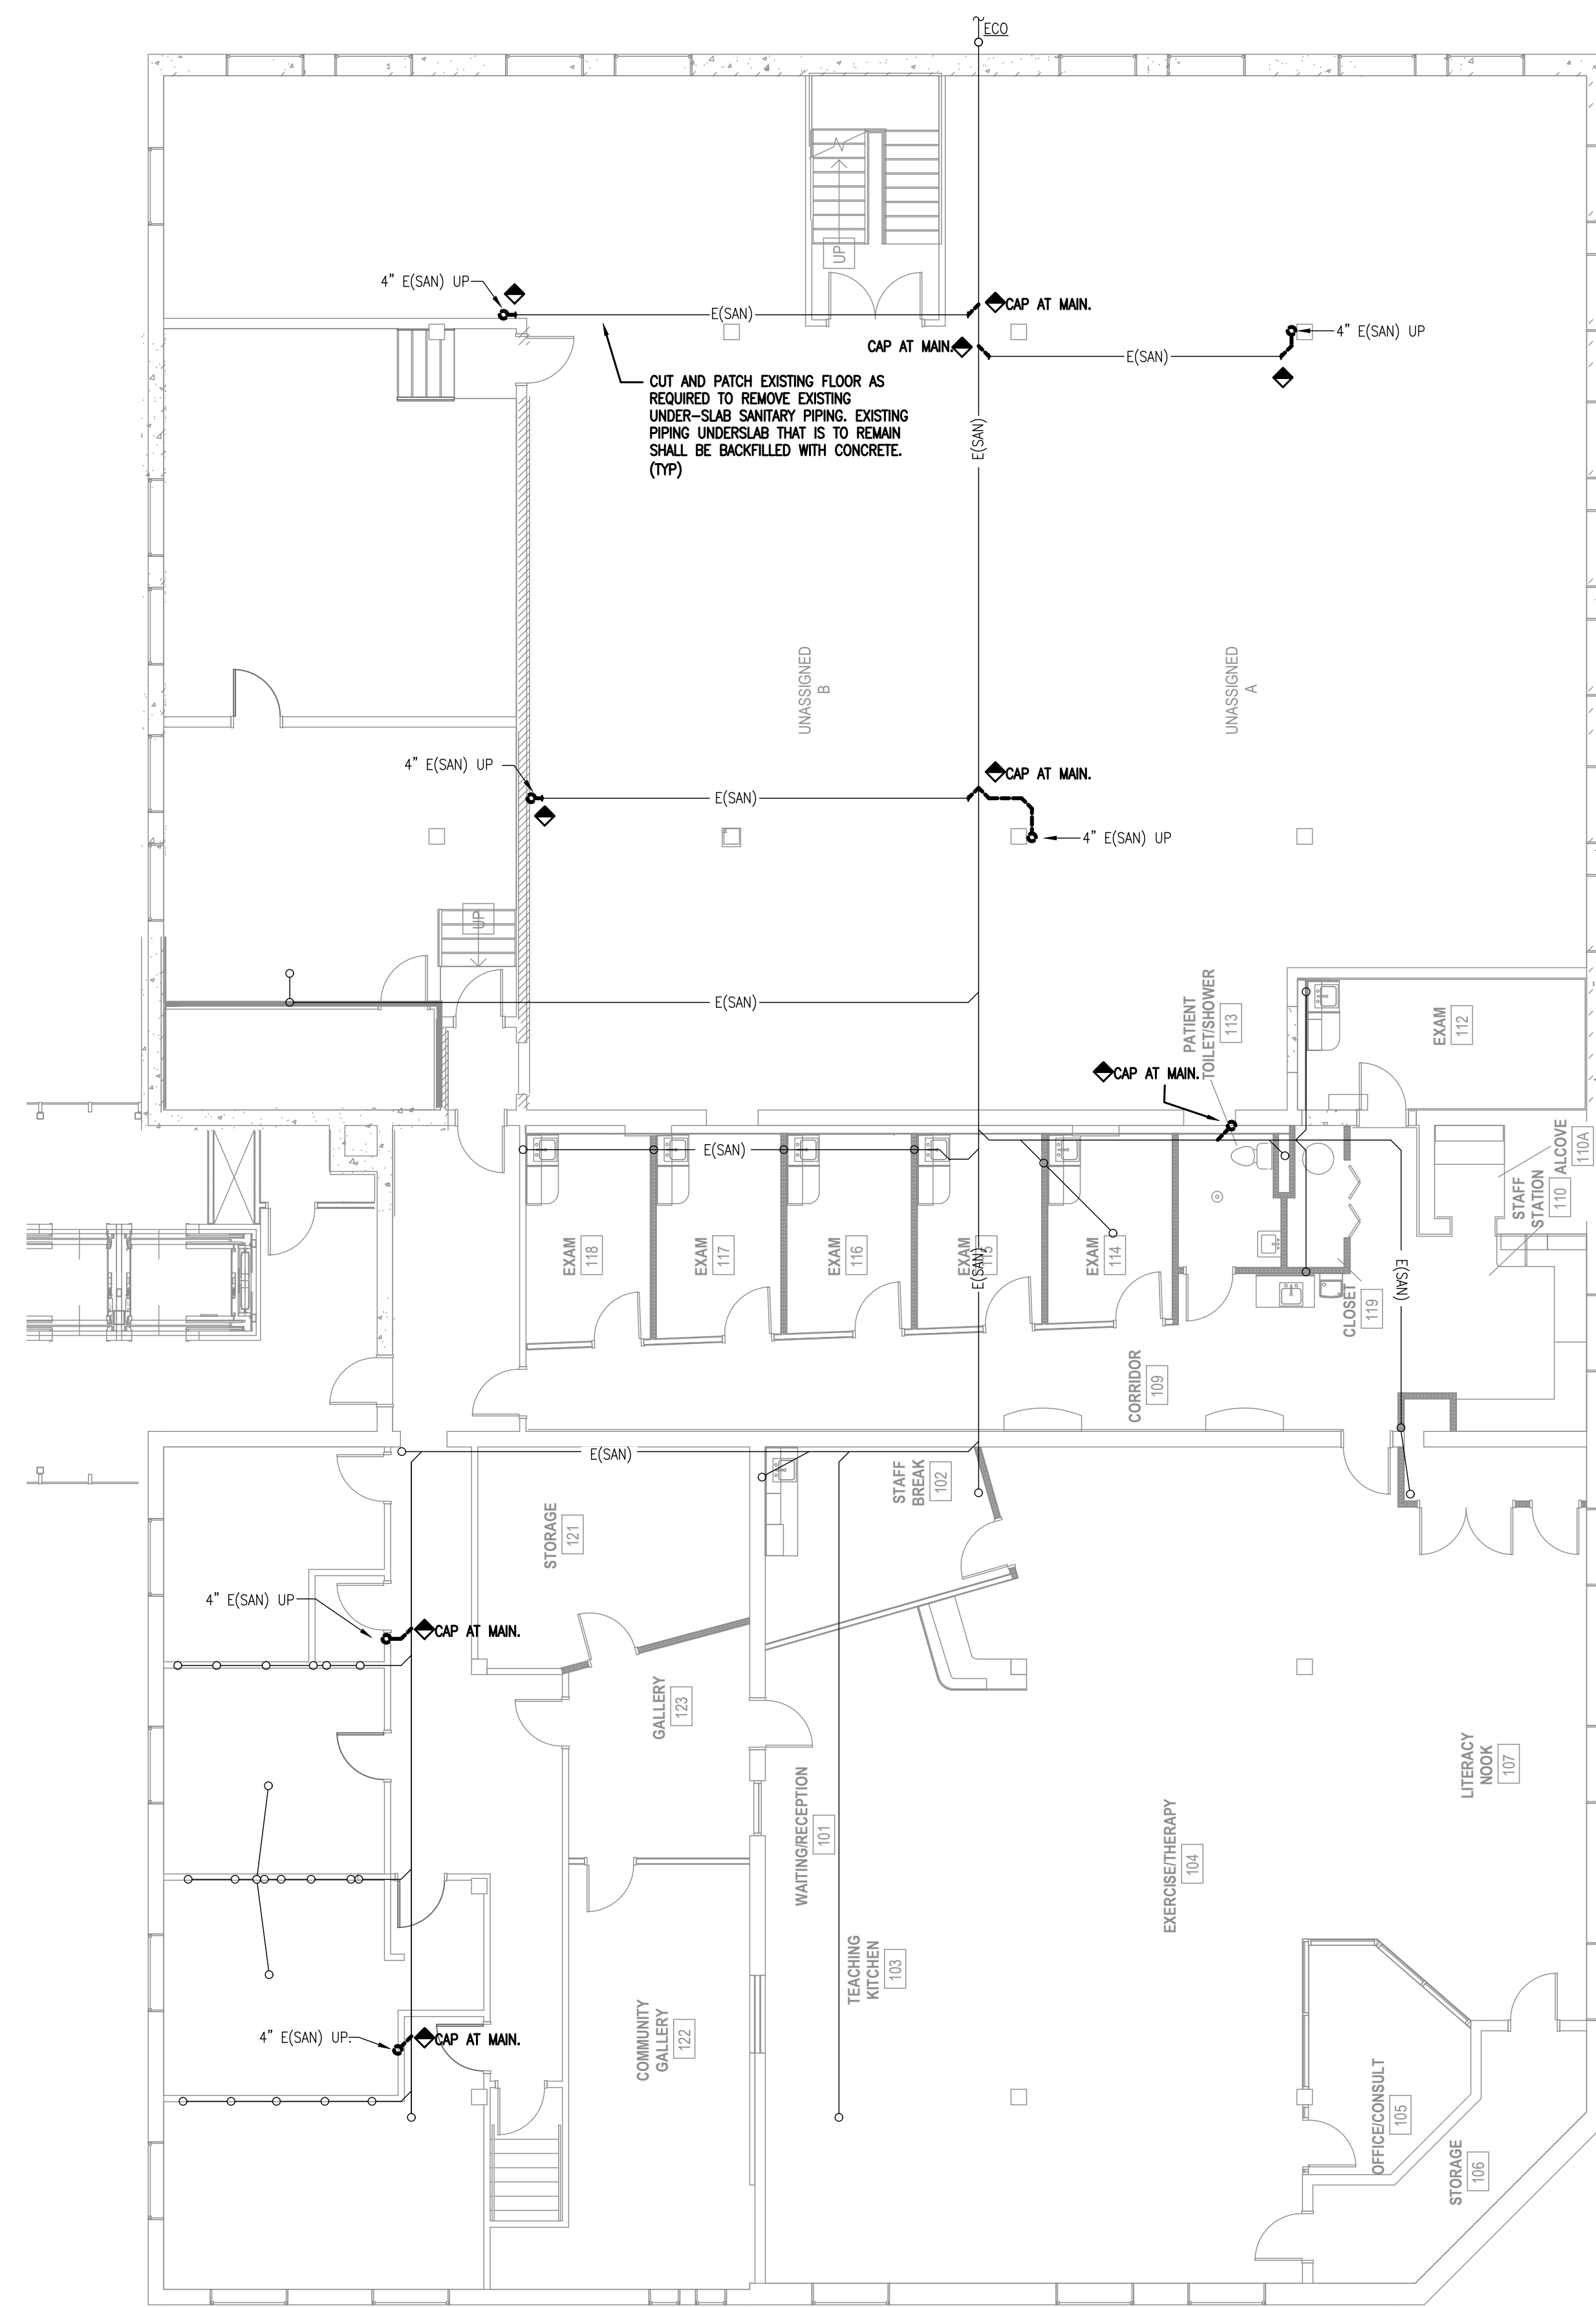 ECO
4" E(SAN) UP
E(SAN)
CAP AT MAIN.
CAP AT MAIN.
E(SAN)
4" E(SAN) UP
UP
CUT AND PATCH EXISTING FLOOR AS
REQUIRED TO REMOVE EXISTING
UNDER-SLAB SANITARY PIPING. EXISTING
PIPING UNDERSLAB THAT IS TO REMAIN
SHALL BE BACKFILLED WITH CONCRETE.
(TYP)
E(SAN)
UNASSIGNED
B
UNASSIGNED
A
4" E(SAN) UP
E(SAN)
CAP AT MAIN.
4" E(SAN) UP
UP
E(SAN)
PATIENT
TOILET/SHOWER
113
EXAM
112
CAP AT MAIN.
E(SAN)
EXAM
118
EXAM
117
EXAM
116
EXAM
115
E(SAN)
EXAM
114
STAFF
STATION
110
ALCOVE
110A
E(SAN)
CLOSET
119
CORRIDOR
109
E(SAN)
STAFF
BREAK
102
STORAGE
121
4" E(SAN) UP
CAP AT MAIN.
GALLERY
123
WAITING/RECEPTION
101
LITERACY
NOOK
107
EXERCISE/THERAPY
104
TEACHING
KITCHEN
103
COMMUNITY
GALLERY
122
4" E(SAN) UP.
CAP AT MAIN.
OFFICE/CONSULT
105
STORAGE
106